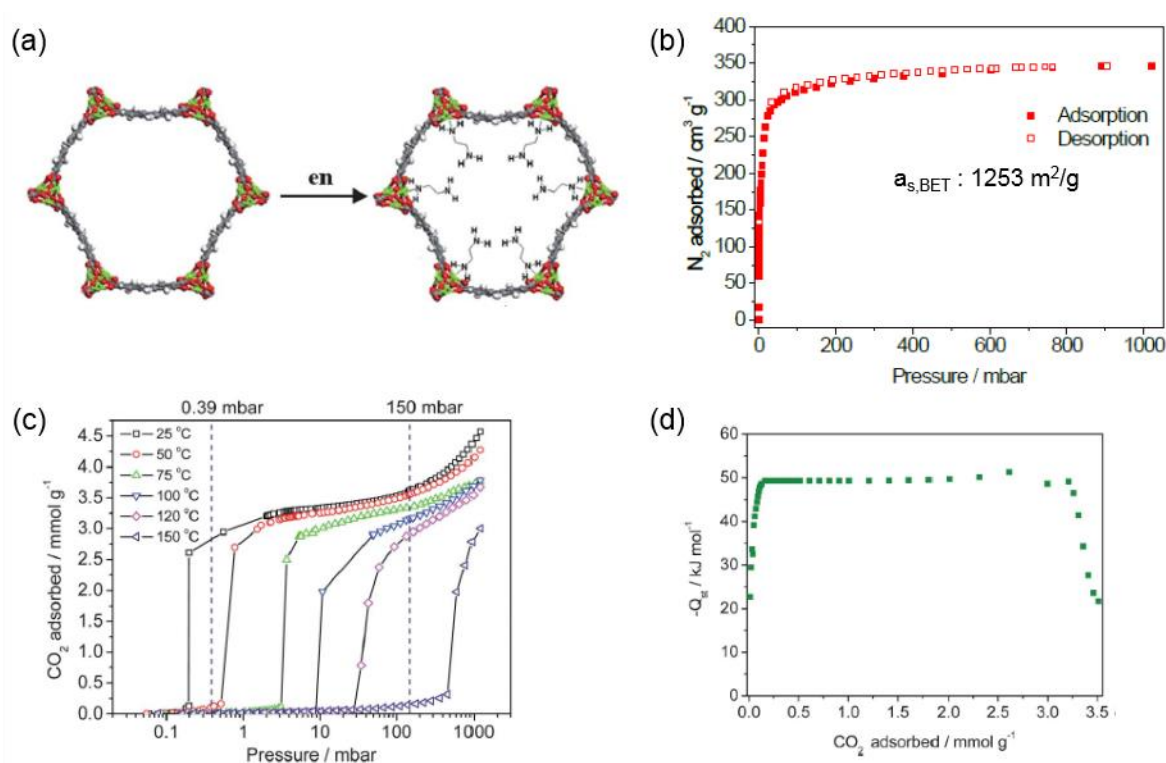 (a)
en
H
H
N
N
H
H
H
H
N
N
H
H
H
N
N
H
H
H
H
N
N
H
H
H
H
N
N
H
H
H
H
N
N
H
H
(b)
400
350
300
250
200
150
100
50
0
N₂ adsorbed / cm³ g⁻¹
Adsorption
Desorption
aₛ,BET : 1253 m²/g
0 200 400 600 800 1000
Pressure / mbar
(c)
0.39 mbar 150 mbar
4.5
4.0
3.5
3.0
2.5
2.0
1.5
1.0
0.5
0.0
CO₂ adsorbed / mmol g⁻¹
25 °C
50 °C
75 °C
100 °C
120 °C
150 °C
0.1 1 10 100 1000
Pressure / mbar
(d)
60
50
40
30
20
10
0
-Qst / kJ mol⁻¹
0.0 0.5 1.0 1.5 2.0 2.5 3.0 3.5
CO₂ adsorbed / mmol g⁻¹